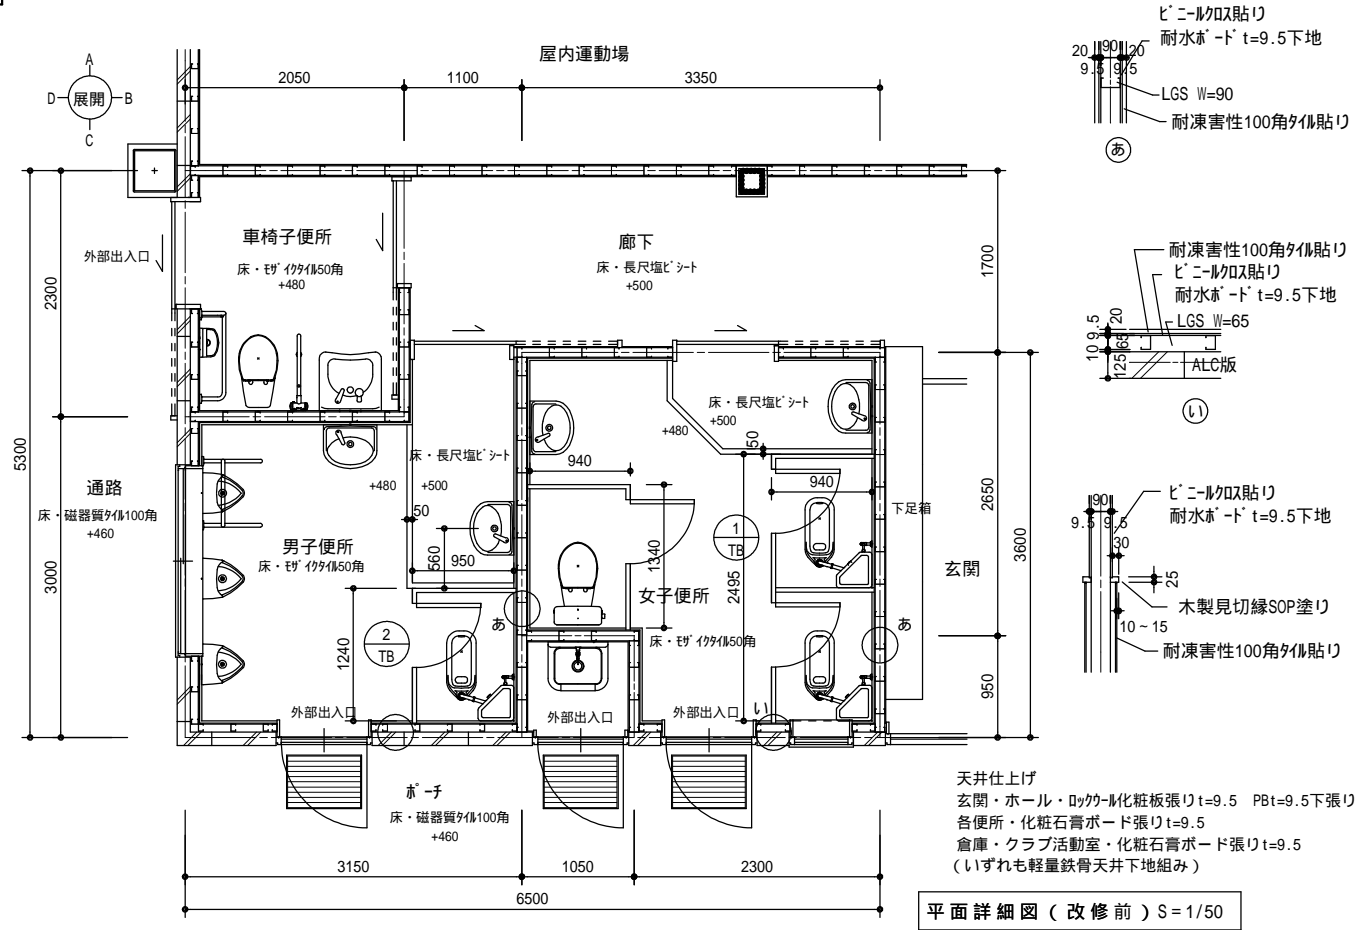 屋内運動場
2050
1100
3350
A
D
展開
B
C
ビニールクロス貼り
耐水ボードt=9.5下地
20
90
20
9.5
9.5
LGS W=90
耐凍害性100角タイル貼り
あ
外部出入口
車椅子便所
床・モザイクタイル50角
+480
廊下
床・長尺塩ビシート
+500
1700
2300
5300
3000
耐凍害性100角タイル貼り
ビニールクロス貼り
耐水ボードt=9.5下地
LGS W=65
20
9.5
65
10
125
ALC版
い
床・長尺塩ビシート
+500
+480
50
940
940
床・長尺塩ビシート
+480
+500
50
通路
床・磁器質タイル100角
+460
男子便所
床・モザイクタイル50角
560
950
1340
1
TB
2495
女子便所
床・モザイクタイル50角
下足箱
玄関
2650
3600
950
ビニールクロス貼り
耐水ボードt=9.5下地
90
9.5
9.5
30
25
木製見切縁SOP塗り
10~15
耐凍害性100角タイル貼り
1240
2
TB
あ
あ
い
外部出入口
外部出入口
外部出入口
ポーチ
床・磁器質タイル100角
+460
3150
1050
2300
6500
天井仕上げ
玄関・ホール・ロックウール化粧板張りt=9.5 PBt=9.5下張り
各便所・化粧石膏ボード張りt=9.5
倉庫・クラブ活動室・化粧石膏ボード張りt=9.5
(いずれも軽量鉄骨天井下地組み)
平面詳細図(改修前)S=1/50